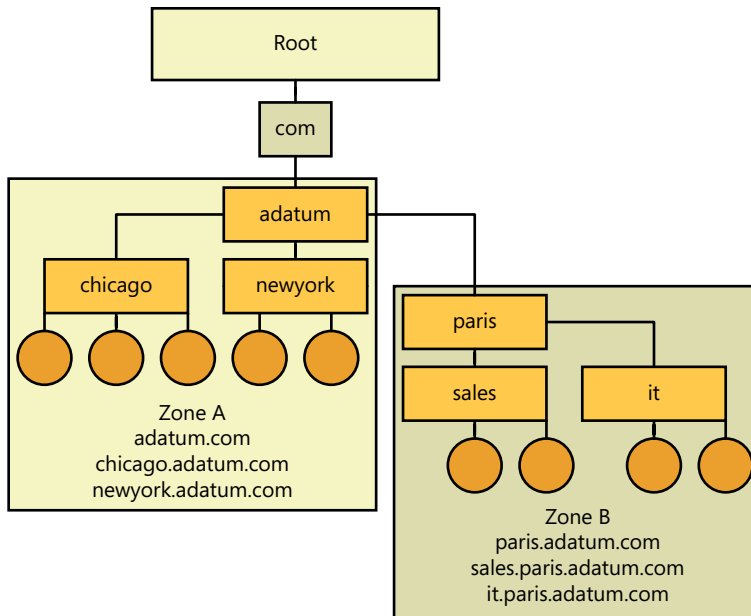 Root
com
adatum
chicago
newyork
paris
sales
it
Zone A
adatum.com
chicago.adatum.com
newyork.adatum.com
Zone B
paris.adatum.com
sales.paris.adatum.com
it.paris.adatum.com